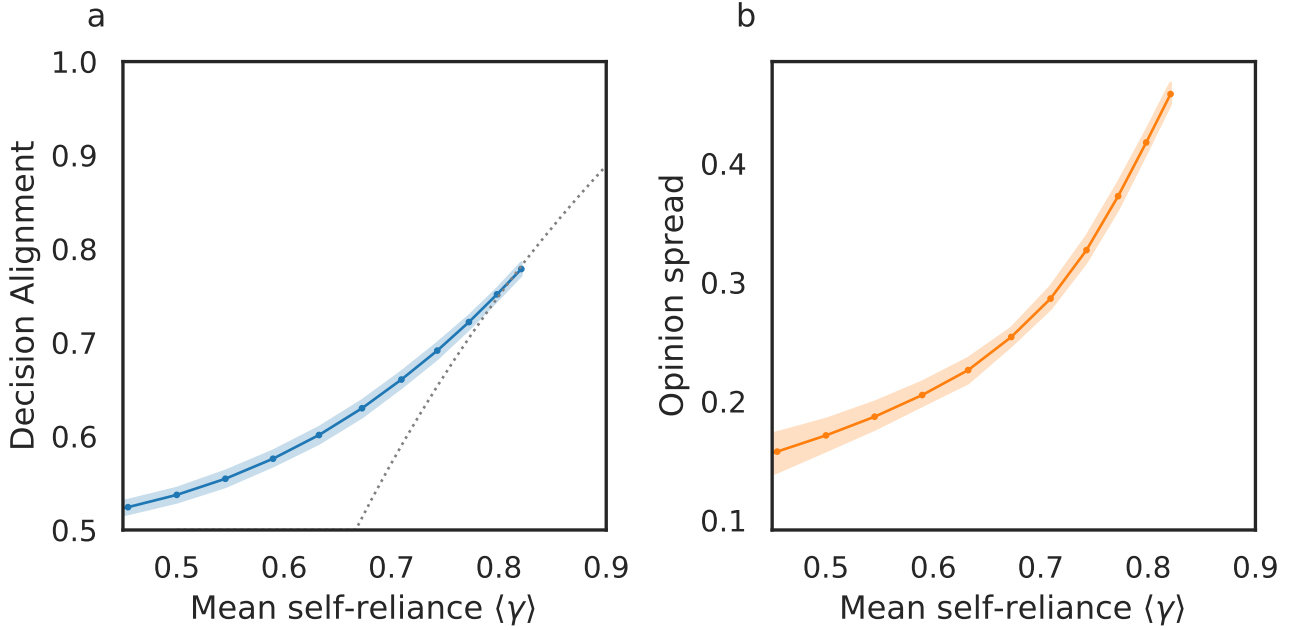 a
Decision Alignment
1.0
0.9
0.8
0.7
0.6
0.5
0.5 0.6 0.7 0.8 0.9
Mean self-reliance ⟨γ⟩
b
Opinion spread
0.4
0.3
0.2
0.1
0.5 0.6 0.7 0.8 0.9
Mean self-reliance ⟨γ⟩